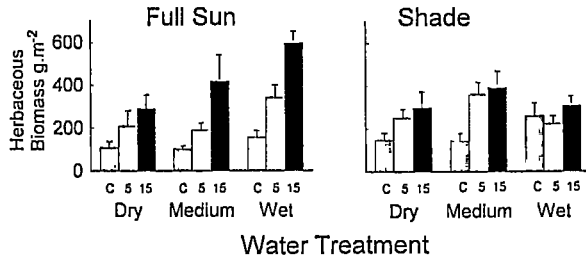 Full Sun Shade
Herbaceous
Biomass g.m-2
600
400
200
0
C 5 15 C 5 15 C 5 15 C 5 15 C 5 15 C 5 15
Dry Medium Wet Dry Medium Wet
Water Treatment